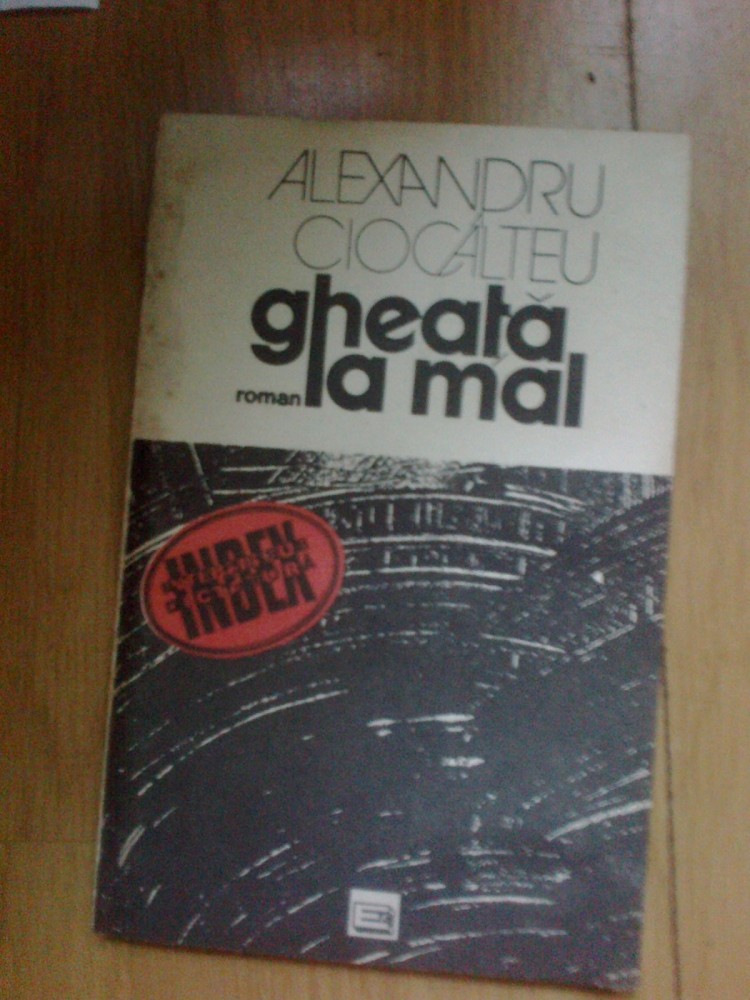 ALEXANDRU
CIOCÂLTEU
gheață
la mal
roman
INDEX